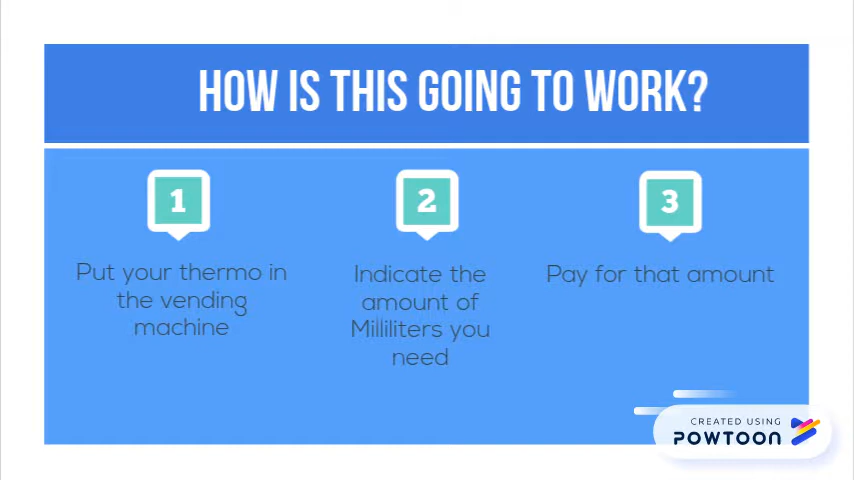 HOW IS THIS GOING TO WORK?
1
Put your thermo in
the vending
machine
2
Indicate the
amount of
Milliliters you
need
3
Pay for that amount
CREATED USING
POWTOON